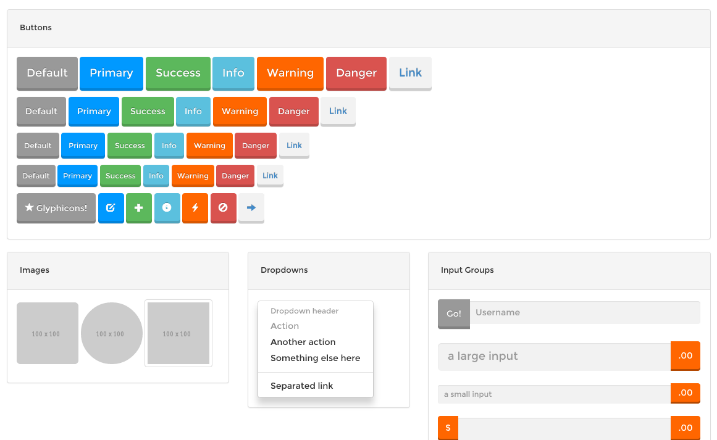 Buttons
Default Primary Success Info Warning Danger Link
Default Primary Success Info Warning Danger Link
Default Primary Success Info Warning Danger Link
Default Primary Success Info Warning Danger Link
Glyphicons!
Images
100 x 100 100 x 100 100 x 100
Dropdowns
Dropdown header
Action
Another action
Something else here
Separated link
Input Groups
Go! Username
a large input .00
a small input .00
$ .00